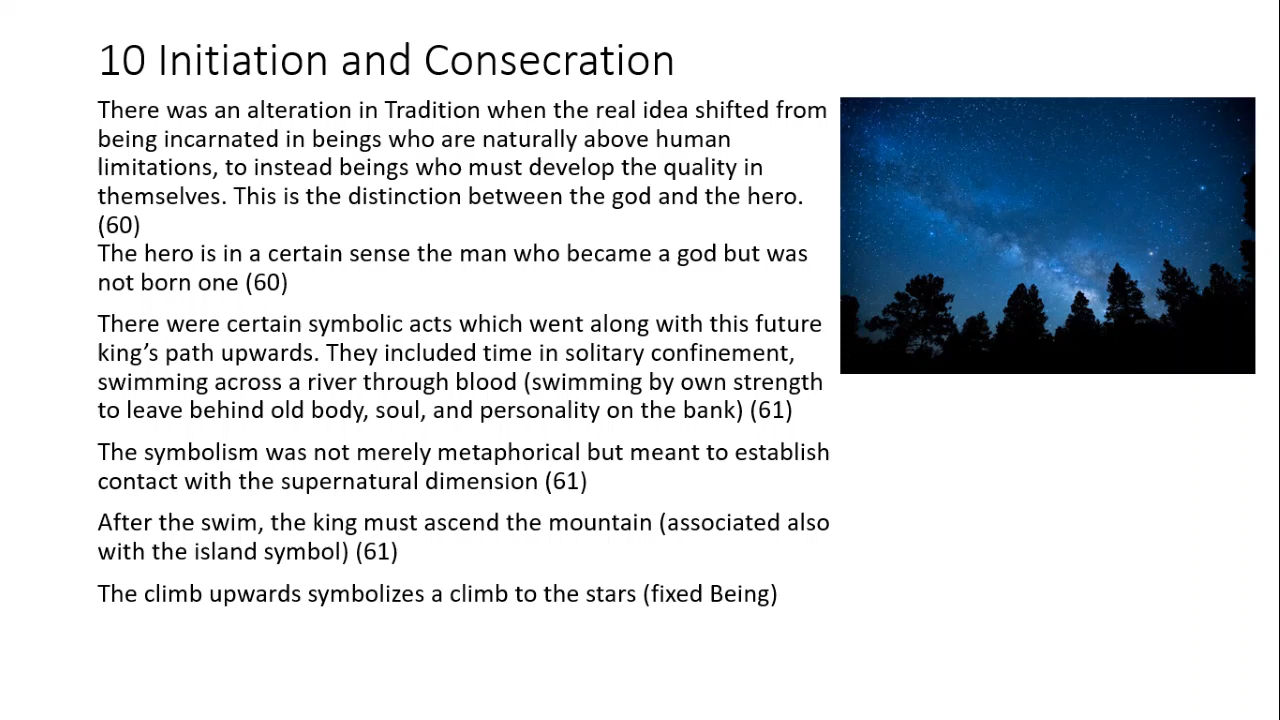 10 Initiation and Consecration
There was an alteration in Tradition when the real idea shifted from
being incarnated in beings who are naturally above human
limitations, to instead beings who must develop the quality in
themselves. This is the distinction between the god and the hero.
(60)
The hero is in a certain sense the man who became a god but was
not born one (60)
There were certain symbolic acts which went along with this future
king’s path upwards. They included time in solitary confinement,
swimming across a river through blood (swimming by own strength
to leave behind old body, soul, and personality on the bank) (61)
The symbolism was not merely metaphorical but meant to establish
contact with the supernatural dimension (61)
After the swim, the king must ascend the mountain (associated also
with the island symbol) (61)
The climb upwards symbolizes a climb to the stars (fixed Being)